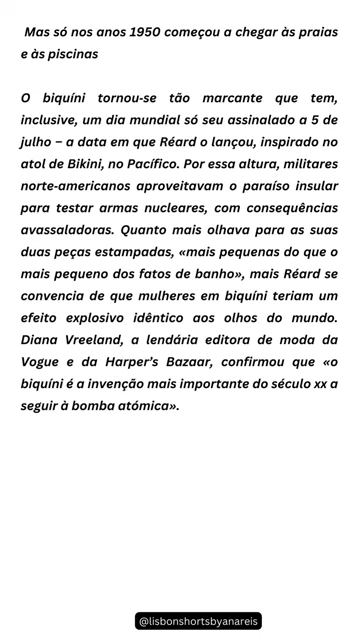 Mas só nos anos 1950 começou a chegar às praias
e às piscinas
O biquíni tornou-se tão marcante que tem,
inclusive, um dia mundial só seu assinalado a 5 de
julho – a data em que Réard o lançou, inspirado no
atol de Bikini, no Pacífico. Por essa altura, militares
norte-americanos aproveitavam o paraíso insular
para testar armas nucleares, com consequências
avassaladoras. Quanto mais olhava para as suas
duas peças estampadas, «mais pequenas do que o
mais pequeno dos fatos de banho», mais Réard se
convencia de que mulheres em biquíni teriam um
efeito explosivo idêntico aos olhos do mundo.
Diana Vreeland, a lendária editora de moda da
Vogue e da Harper's Bazaar, confirmou que «o
biquíni é a invenção mais importante do século xx a
seguir à bomba atómica».
@lisbonshortsbyanareis